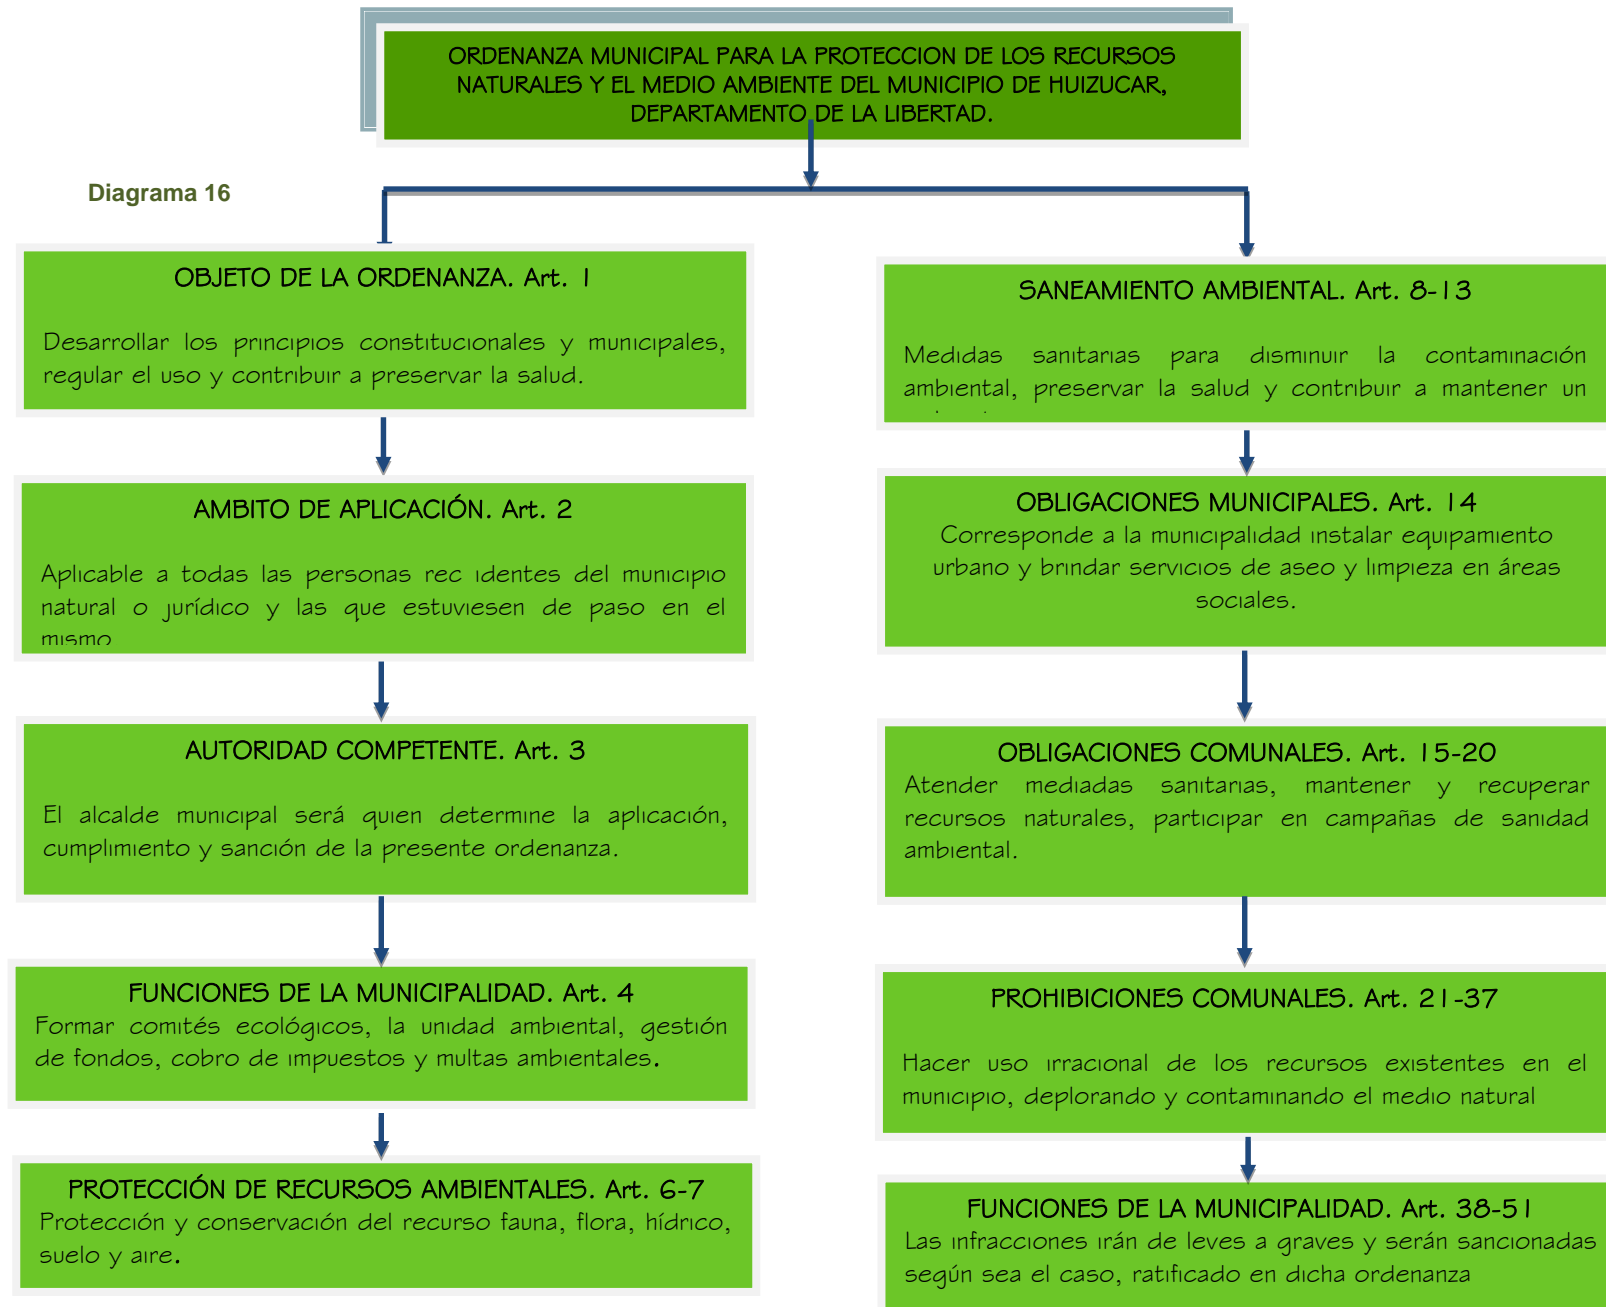 ORDENANZA MUNICIPAL PARA LA PROTECCION DE LOS RECURSOS
NATURALES Y EL MEDIO AMBIENTE DEL MUNICIPIO DE HUIZUCAR,
DEPARTAMENTO DE LA LIBERTAD.
Diagrama 16
OBJETO DE LA ORDENANZA. Art. 1
Desarrollar los principios constitucionales y municipales,
regular el uso y contribuir a preservar la salud.
AMBITO DE APLICACIÓN. Art. 2
Aplicable a todas las personas rec identes del municipio
natural o jurídico y las que estuviesen de paso en el
mismo
AUTORIDAD COMPETENTE. Art. 3
El alcalde municipal será quien determine la aplicación,
cumplimiento y sanción de la presente ordenanza.
FUNCIONES DE LA MUNICIPALIDAD. Art. 4
Formar comités ecológicos, la unidad ambiental, gestión
de fondos, cobro de impuestos y multas ambientales.
PROTECCIÓN DE RECURSOS AMBIENTALES. Art. 6-7
Protección y conservación del recurso fauna, flora, hídrico,
suelo y aire.
SANEAMIENTO AMBIENTAL. Art. 8-13
Medidas sanitarias para disminuir la contaminación
ambiental, preservar la salud y contribuir a mantener un
OBLIGACIONES MUNICIPALES. Art. 14
Corresponde a la municipalidad instalar equipamiento
urbano y brindar servicios de aseo y limpieza en áreas
sociales.
OBLIGACIONES COMUNALES. Art. 15-20
Atender mediadas sanitarias, mantener y recuperar
recursos naturales, participar en campañas de sanidad
ambiental.
PROHIBICIONES COMUNALES. Art. 21-37
Hacer uso irracional de los recursos existentes en el
municipio, deplorando y contaminando el medio natural
FUNCIONES DE LA MUNICIPALIDAD. Art. 38-51
Las infracciones irán de leves a graves y serán sancionadas
según sea el caso, ratificado en dicha ordenanza